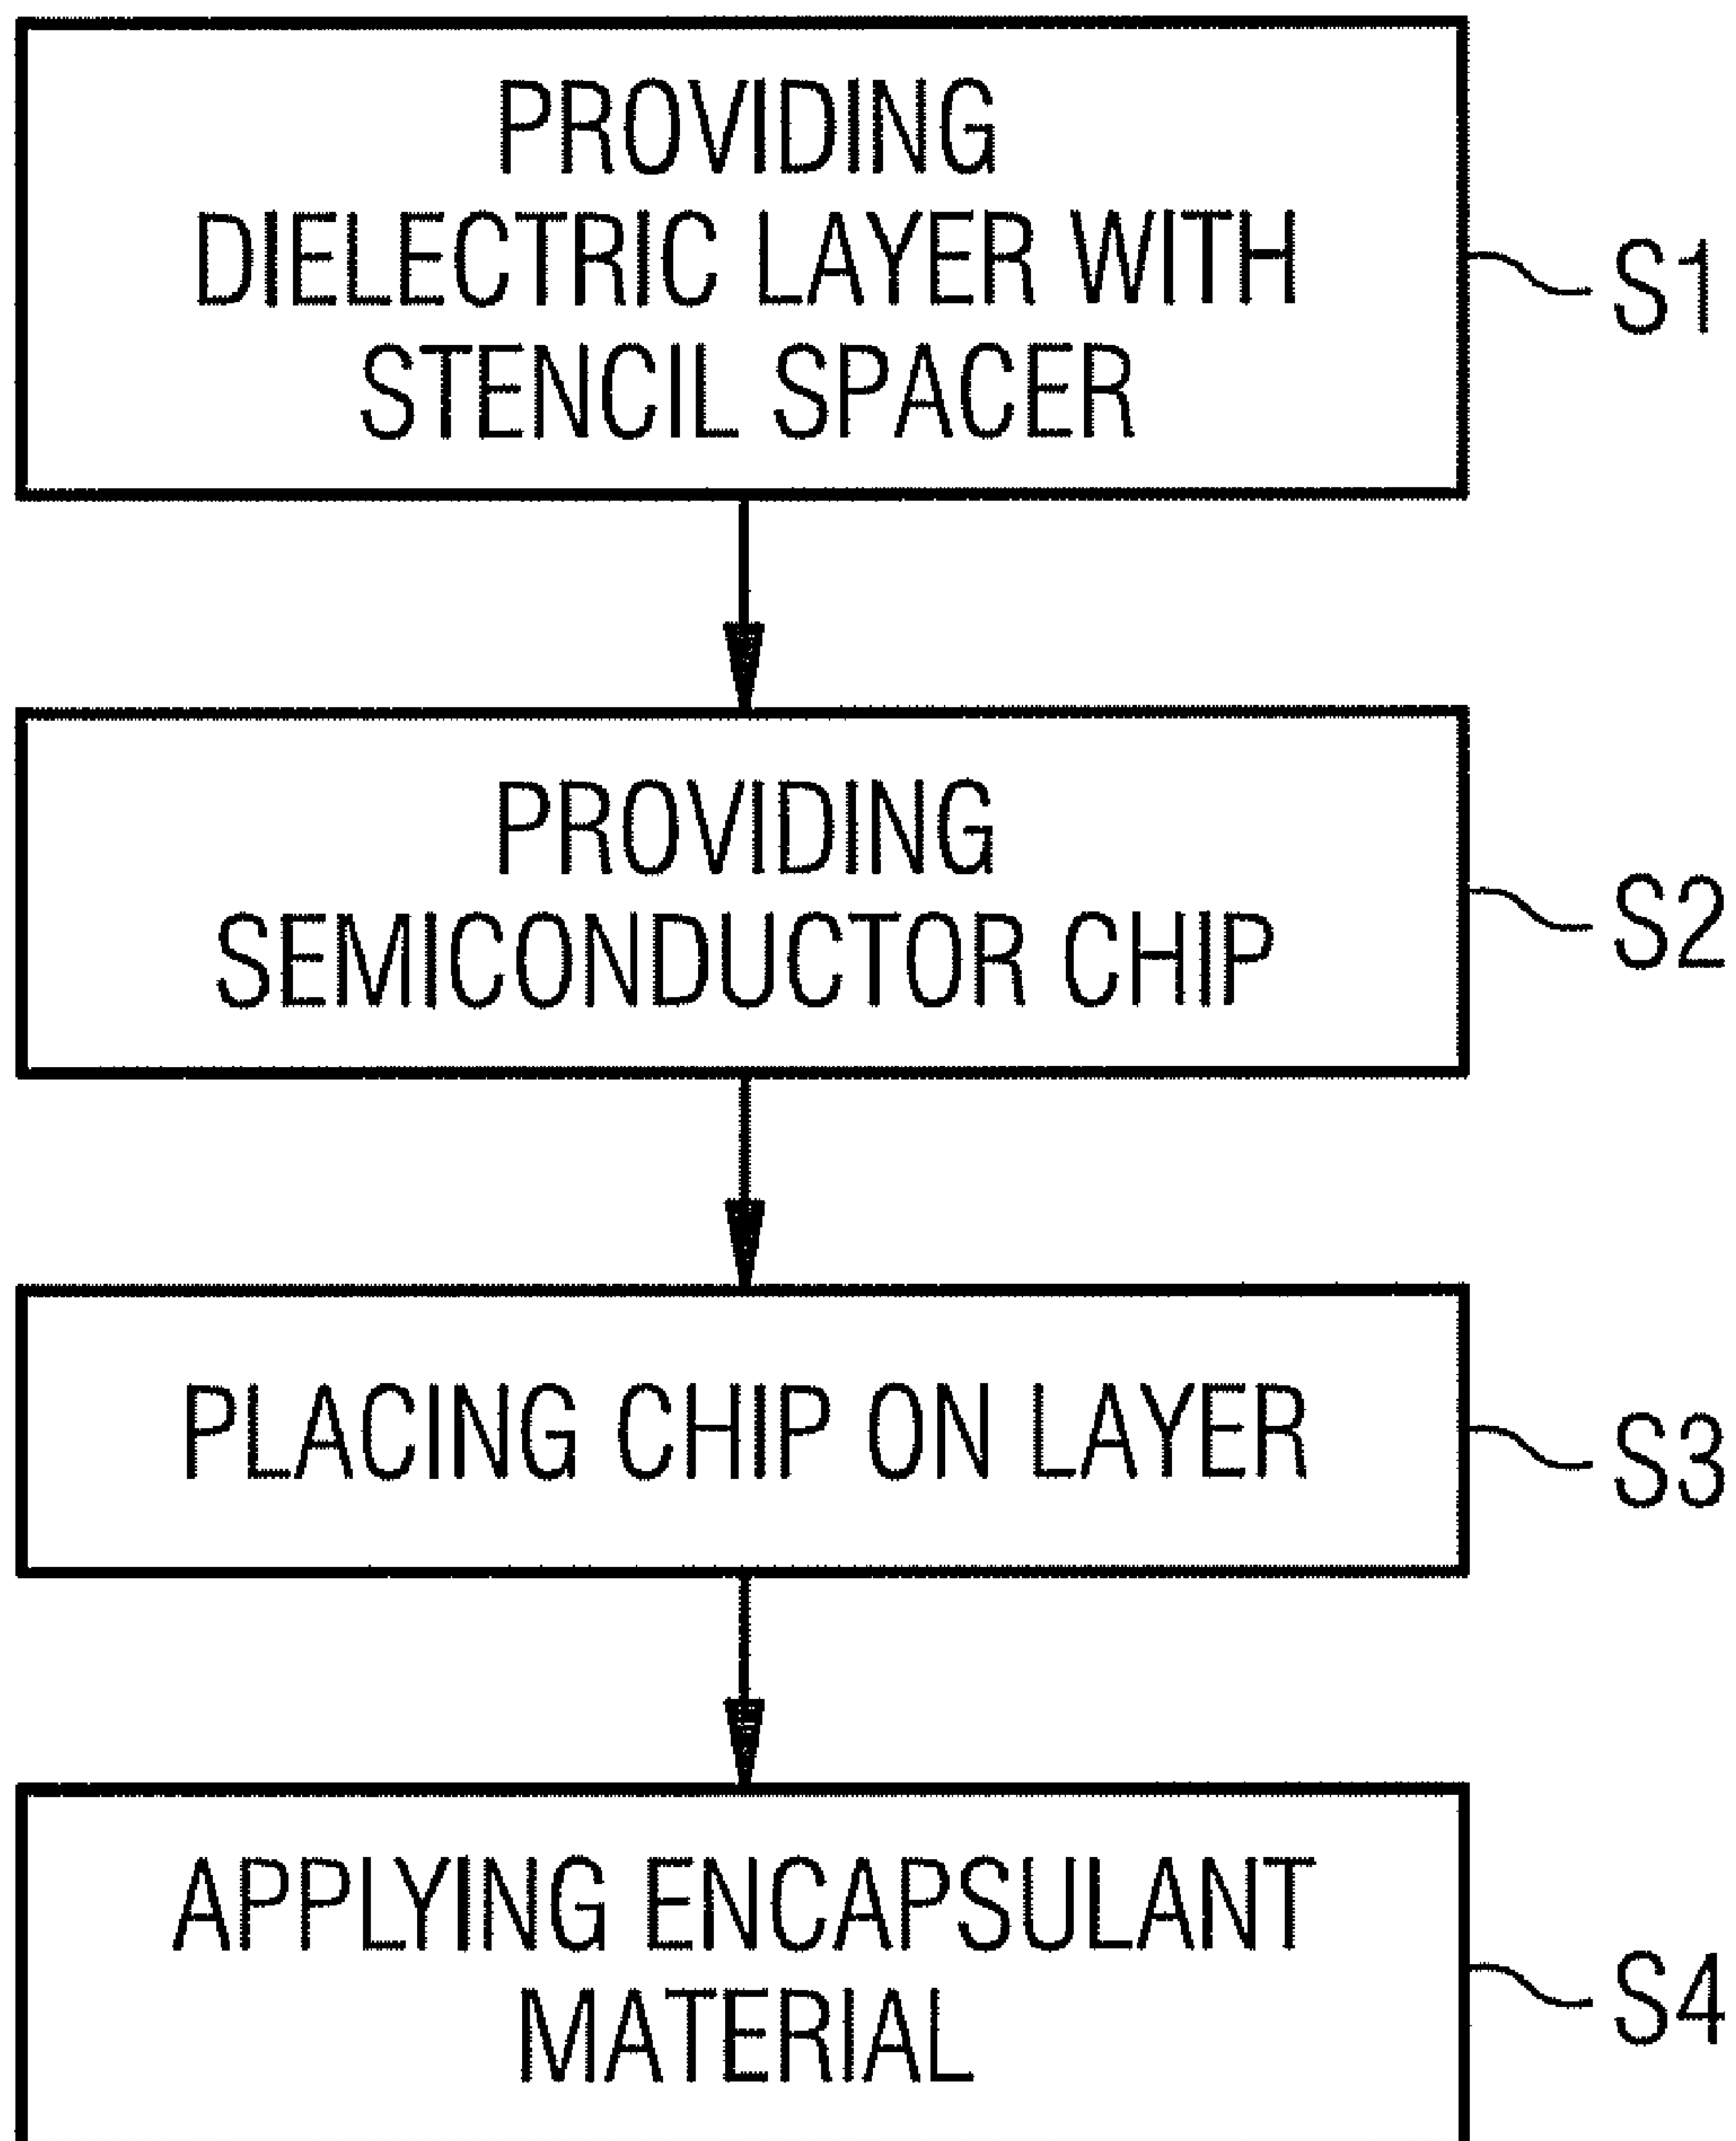 PROVIDING
DIELECTRIC LAYER WITH
STENCIL SPACER
S1
PROVIDING
SEMICONDUCTOR CHIP
S2
PLACING CHIP ON LAYER
S3
APPLYING ENCAPSULANT
MATERIAL
S4